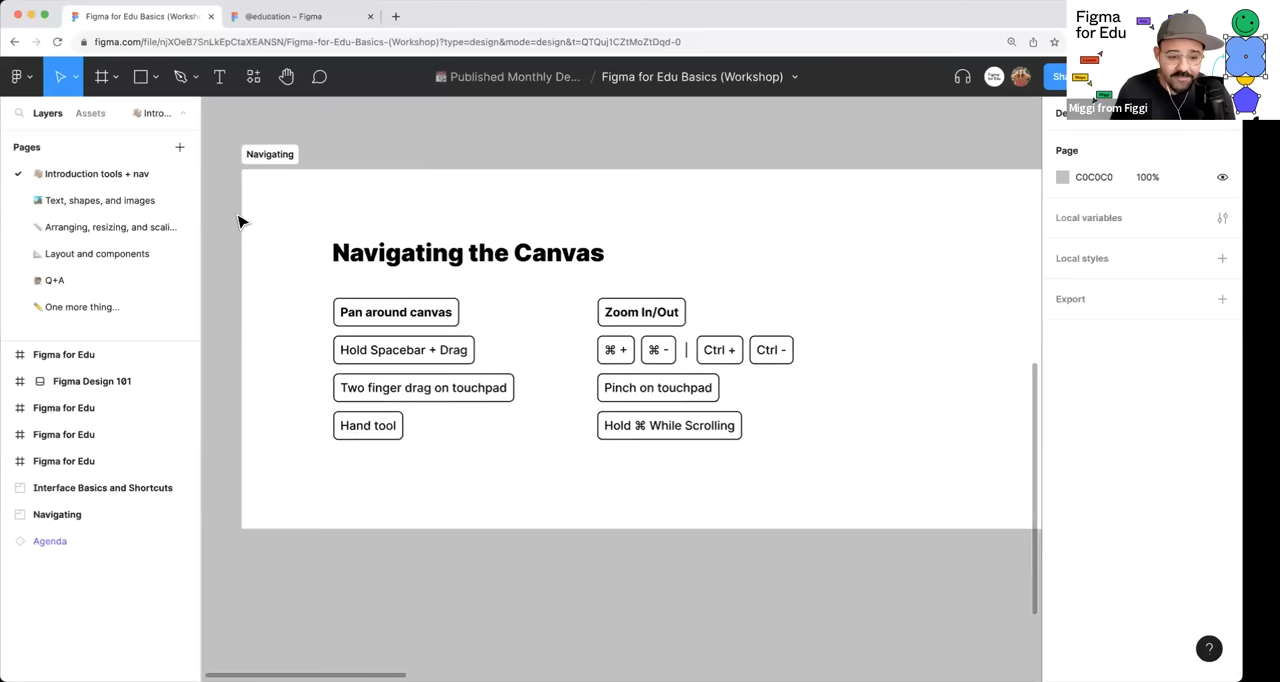 Figma for Edu Basics (Worksh
@education – Figma
figma.com/file/njXOeB7SnLkEpCtaXEANSN/Figma-for-Edu-Basics-(Workshop)?type=design&mode=design&t=QTQuj1CZtMoZtDqd-0
Figma
for Edu
Miggi from Figgi
Published Monthly De... / Figma for Edu Basics (Workshop)
Sh
Layers
Assets
Intro...
De
Pages
Introduction tools + nav
Text, shapes, and images
Arranging, resizing, and scali...
Layout and components
Q+A
One more thing...
Figma for Edu
Figma Design 101
Figma for Edu
Figma for Edu
Figma for Edu
Interface Basics and Shortcuts
Navigating
Agenda
Navigating
Navigating the Canvas
Pan around canvas
Hold Spacebar + Drag
Two finger drag on touchpad
Hand tool
Zoom In/Out
⌘ + ⌘ - | Ctrl + Ctrl -
Pinch on touchpad
Hold ⌘ While Scrolling
Page
C0C0C0 100%
Local variables
Local styles
Export
?